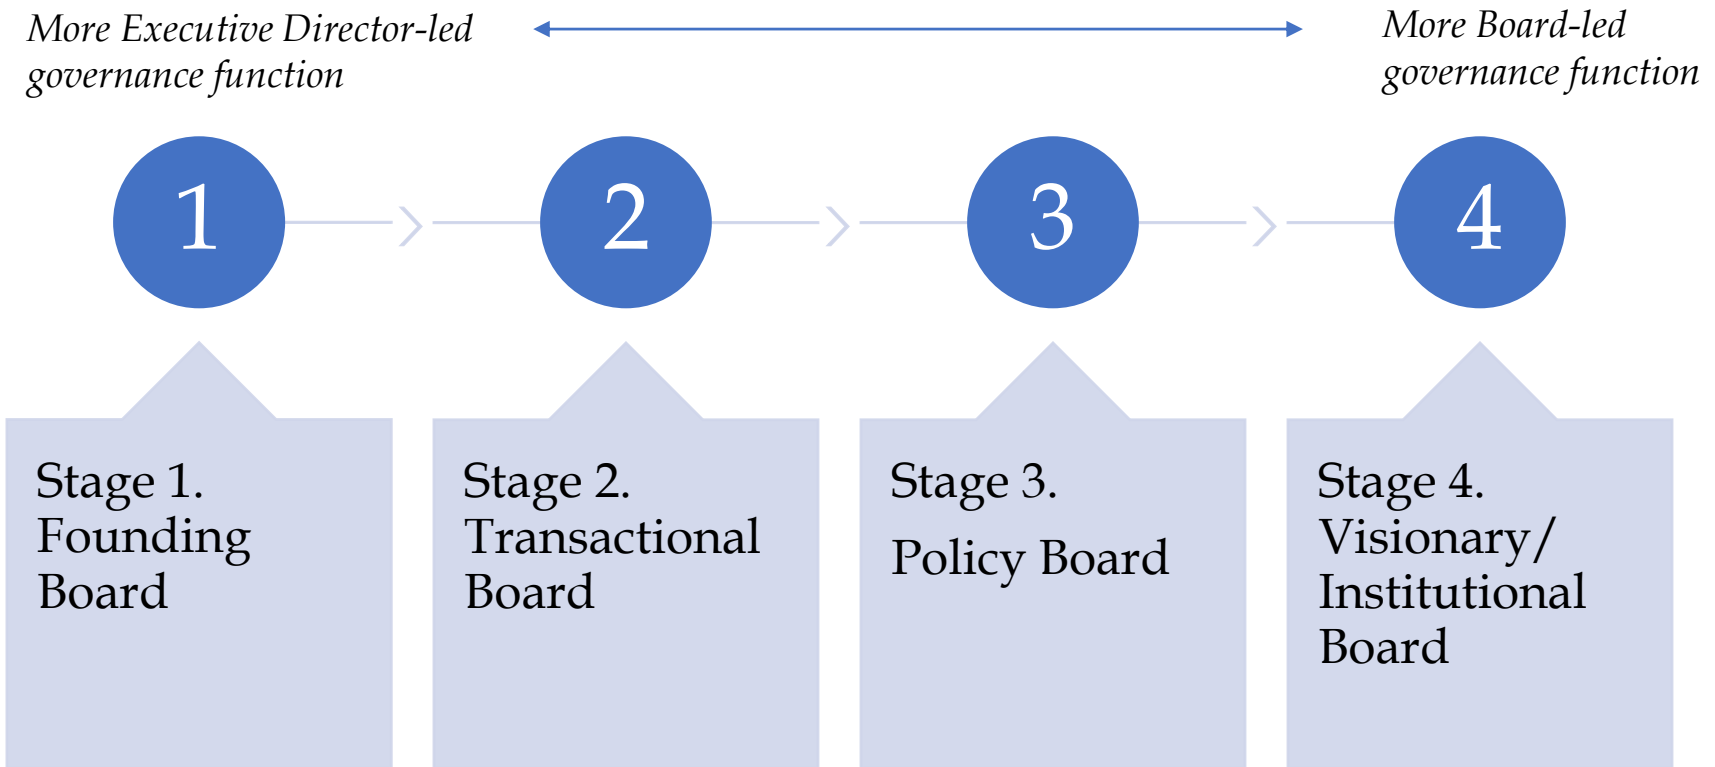 More Executive Director-led
governance function
More Board-led
governance function
1
2
3
4
Stage 1.
Founding
Board
Stage 2.
Transactional
Board
Stage 3.
Policy Board
Stage 4.
Visionary/
Institutional
Board